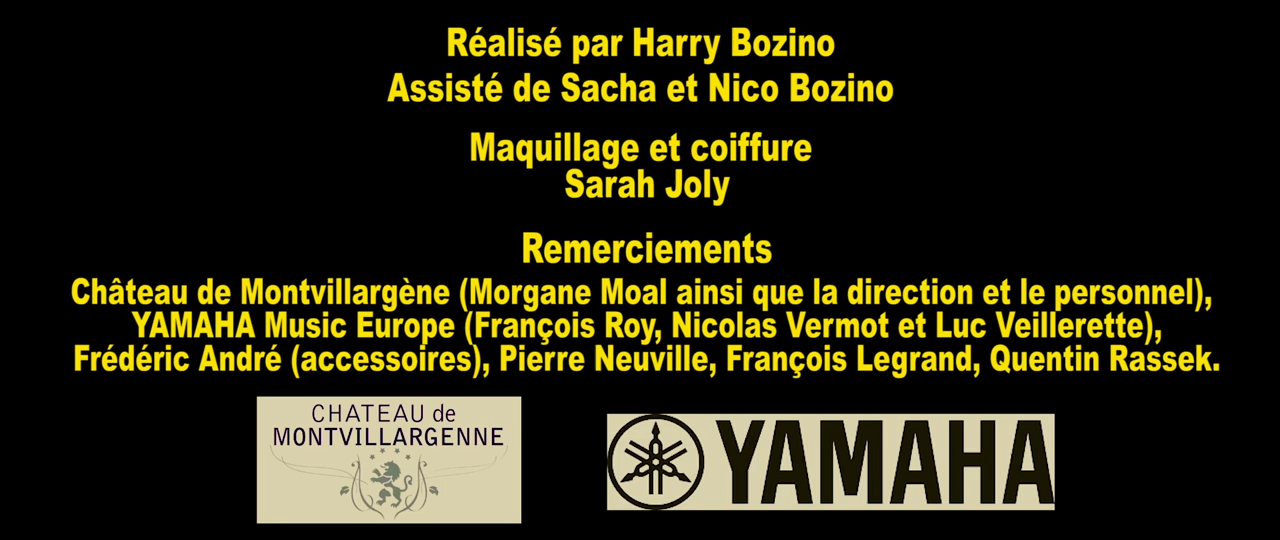 Réalisé par Harry Bozino
Assisté de Sacha et Nico Bozino
Maquillage et coiffure
Sarah Joly
Remerciements
Château de Montvillargène (Morgane Moal ainsi que la direction et le personnel),
YAMAHA Music Europe (François Roy, Nicolas Vermot et Luc Veillerette),
Frédéric André (accessoires), Pierre Neuville, François Legrand, Quentin Rassek.
CHATEAU de
MONTVILLARGENNE
YAMAHA